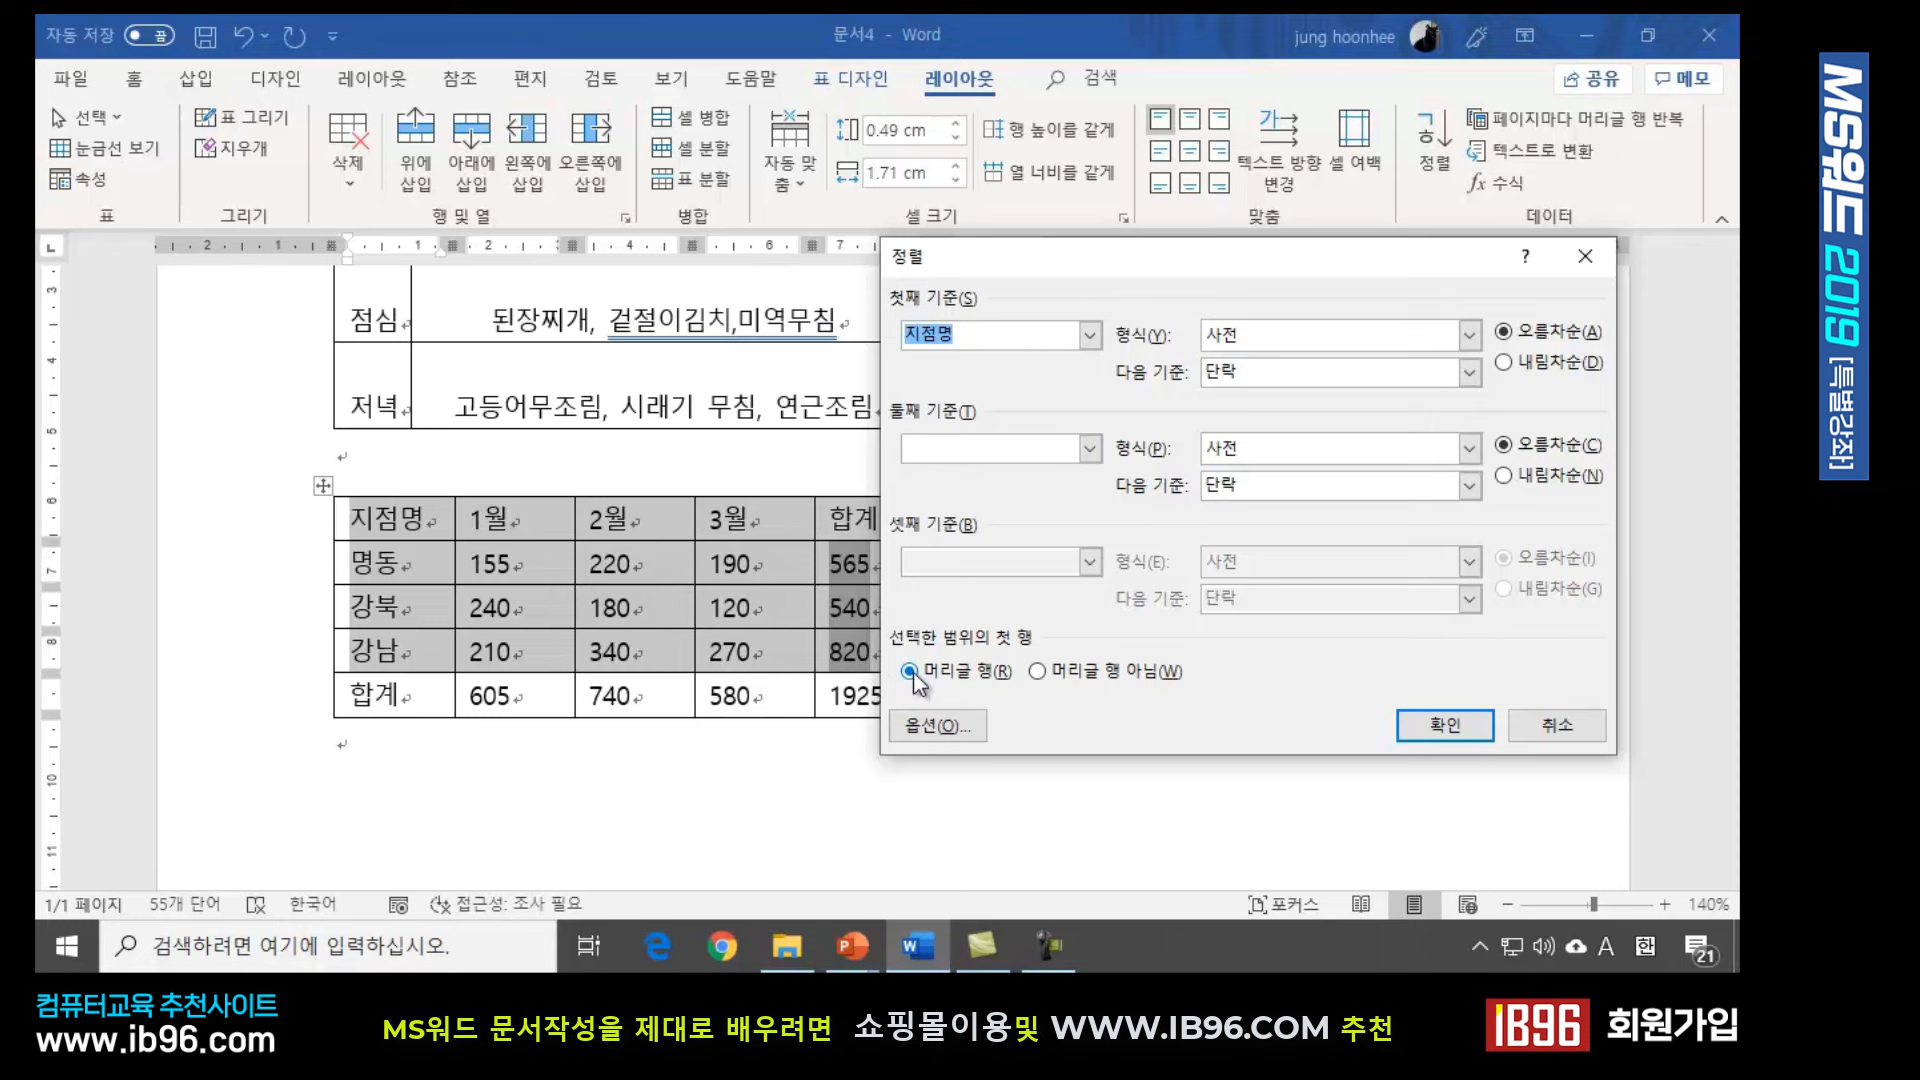 자동 저장 끔 문서4 - Word jung hoonhee
파일 홈 삽입 디자인 레이아웃 참조 편지 검토 보기 도움말 표 디자인 레이아웃 검색 공유 메모
선택 표 그리기 셀 병합 0.49 cm 행 높이를 같게 페이지마다 머리글 행 반복
눈금선 보기 지우개 셀 분할 텍스트로 변환
속성 표 분할 1.71 cm 열 너비를 같게 fx 수식
삭제 위에 삽입 아래에 삽입 왼쪽에 삽입 오른쪽에 삽입 자동 맞춤 텍스트 방향 변경 셀 여백 정렬
표 그리기 행 및 열 병합 셀 크기 맞춤 데이터
점심 된장찌개, 겉절이김치,미역무침
저녁 고등어무조림, 시래기 무침, 연근조림
지점명 1월 2월 3월 합계
명동 155 220 190 565
강북 240 180 120 540
강남 210 340 270 820
합계 605 740 580 1925
정렬 ?
첫째 기준(S)
지점명 형식(Y): 사전 오름차순(A)
다음 기준: 단락 내림차순(D)
둘째 기준(T)
형식(P): 사전 오름차순(C)
다음 기준: 단락 내림차순(N)
셋째 기준(B)
형식(E): 사전 오름차순(I)
다음 기준: 단락 내림차순(G)
선택한 범위의 첫 행
머리글 행(R) 머리글 행 아님(W)
옵션(O)... 확인 취소
1/1 페이지 55개 단어 한국어 접근성: 조사 필요 포커스 140%
검색하려면 여기에 입력하십시오. A 한 21
MS워드 2019 [특별강좌]
컴퓨터교육 추천사이트
www.ib96.com
MS워드 문서작성을 제대로 배우려면 쇼핑몰이용및 WWW.IB96.COM 추천
IB96 회원가입